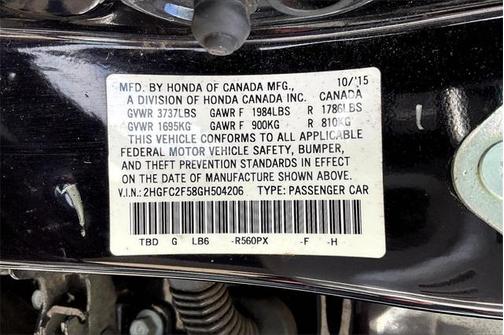 MFD. BY HONDA OF CANADA MFG., 10/15
A DIVISION OF HONDA CANADA INC. CANADA
GVWR 3737LBS GAWR F 1984LBS R 1786LBS
GVWR 1695KG GAWR F 900KG R 810KG
THIS VEHICLE CONFORMS TO ALL APPLICABLE
FEDERAL MOTOR VEHICLE SAFETY, BUMPER,
AND THEFT PREVENTION STANDARDS IN EFFECT
ON THE DATE OF MANUFACTURE SHOWN ABOVE.
V.I.N.: 2HGFC2F58GH504206 TYPE: PASSENGER CAR
TBD G LB6 -R560PX -F -H